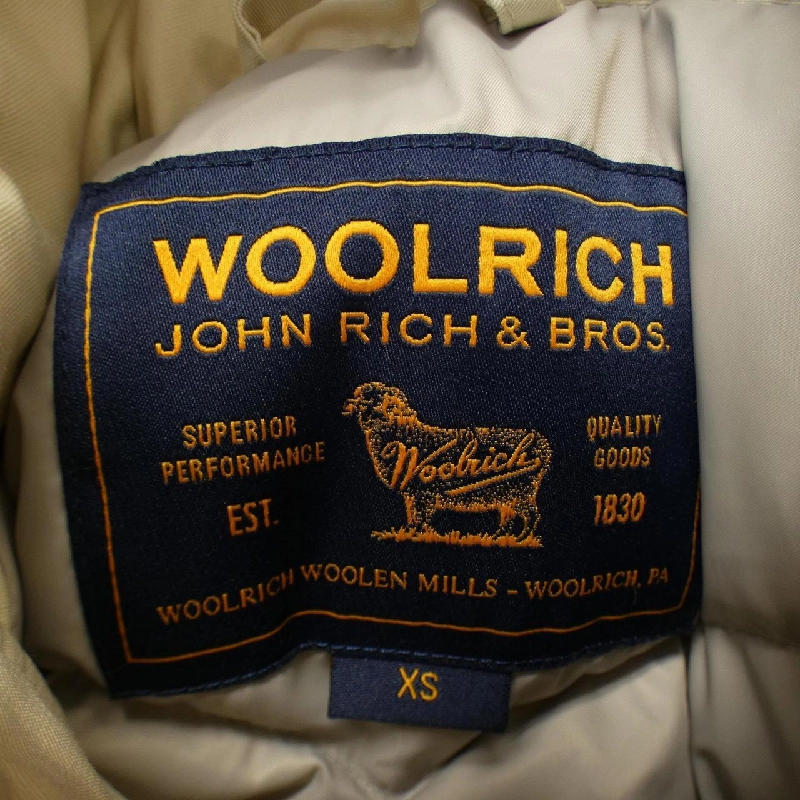 WOOLRICH
JOHN RICH & BROS.
SUPERIOR
PERFORMANCE
EST.
Woolrich
QUALITY
GOODS
1830
WOOLRICH WOOLEN MILLS - WOOLRICH, PA
XS